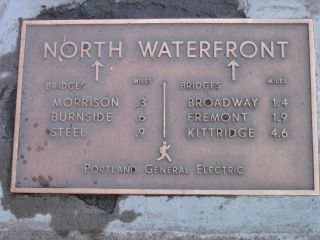 NORTH WATERFRONT
BRIDGES MILES BRIDGES MILES
MORRISON .3 BROADWAY 1.4
BURNSIDE .6 FREMONT 1.9
STEEL .9 KITTRIDGE 4.6
PORTLAND GENERAL ELECTRIC